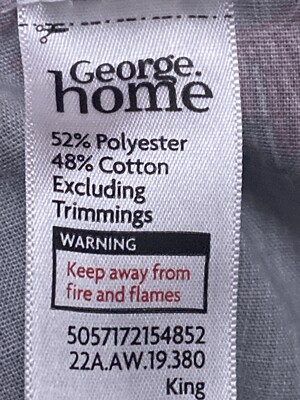 George.
home
52% Polyester
48% Cotton
Excluding
Trimmings
WARNING
Keep away from
fire and flames
5057172154852
22A.AW.19.380
King